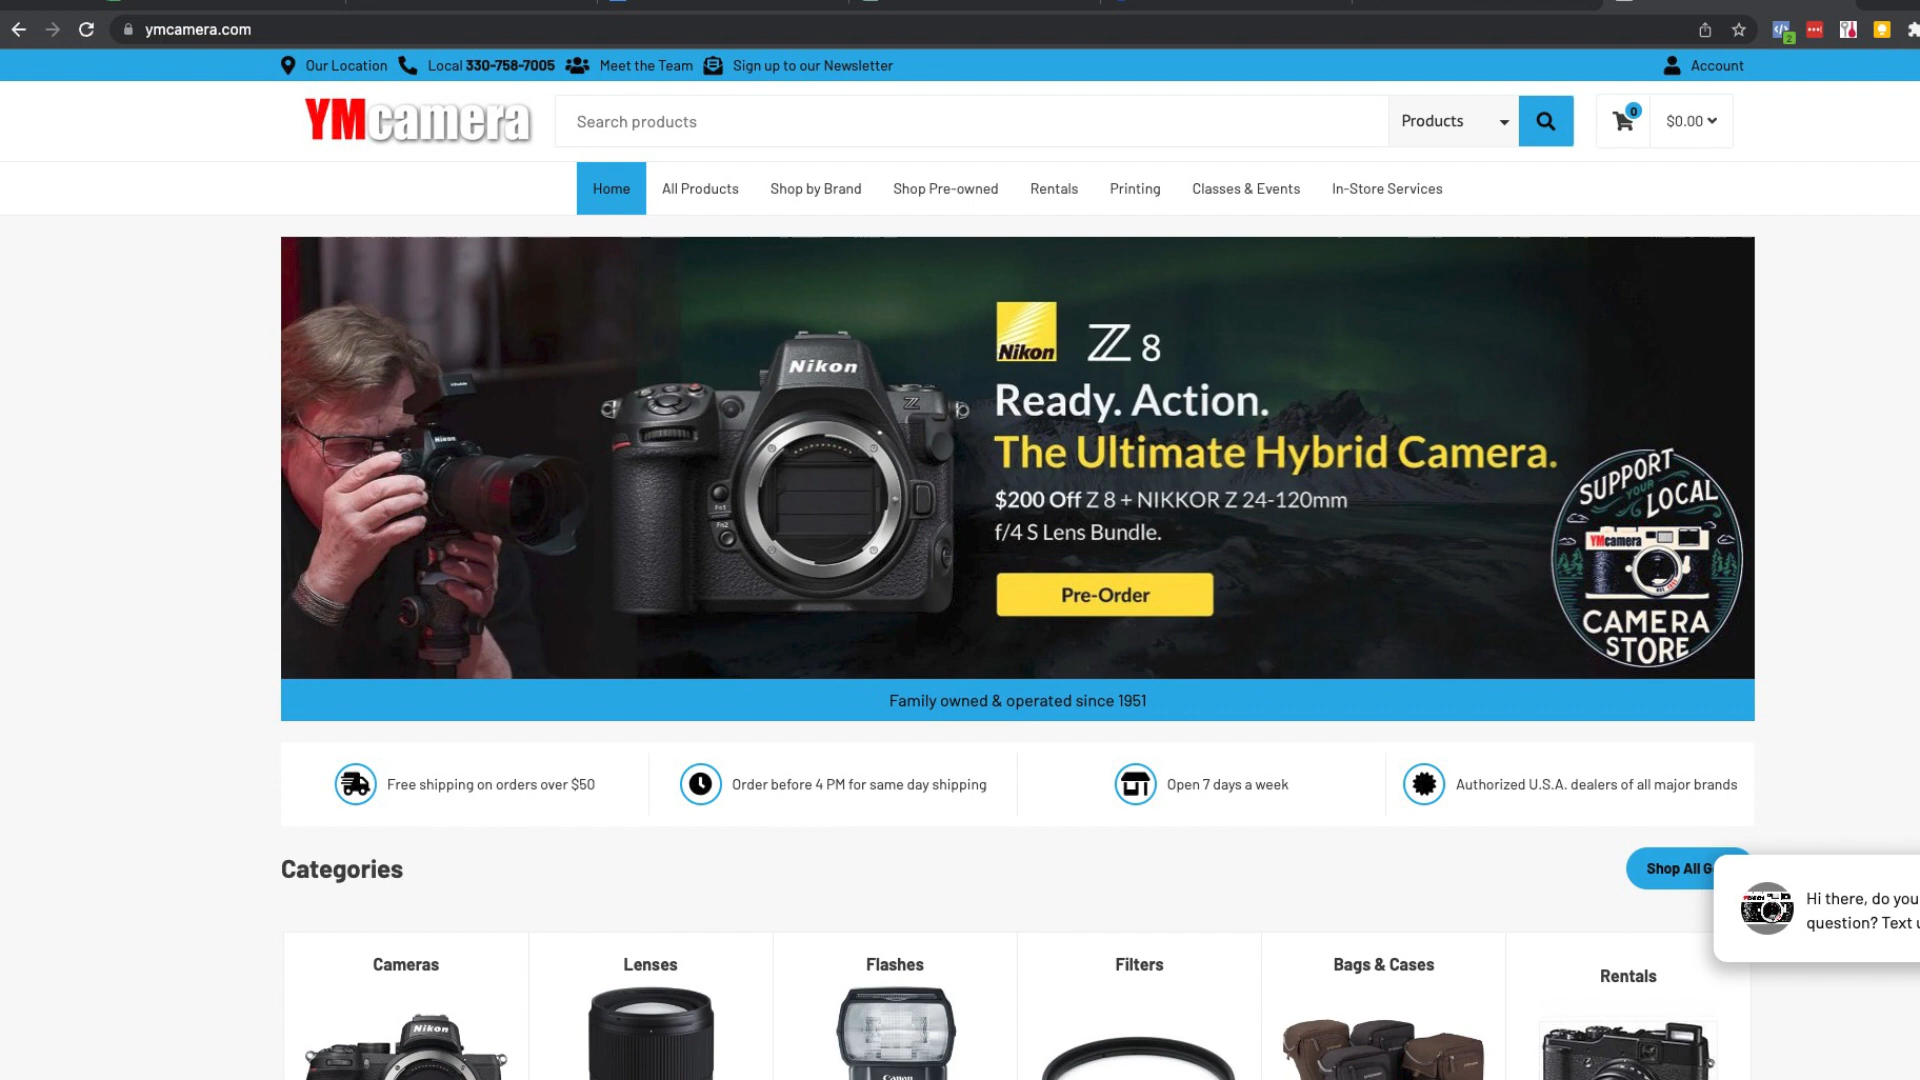 ymcamera.com
2
Our Location Local 330-758-7005 Meet the Team Sign up to our Newsletter Account
YMcamera Search products Products 0 $0.00
Home All Products Shop by Brand Shop Pre-owned Rentals Printing Classes & Events In-Store Services
Nikon
Nikon
Z
Fn1
Fn2
Nikon Z 8
Ready. Action.
The Ultimate Hybrid Camera.
$200 Off Z 8 + NIKKOR Z 24-120mm
f/4 S Lens Bundle.
Pre-Order
SUPPORT
YOUR LOCAL
YMcamera
CAMERA
STORE
Family owned & operated since 1951
Free shipping on orders over $50 Order before 4 PM for same day shipping Open 7 days a week Authorized U.S.A. dealers of all major brands
Categories
Shop All G
Hi there, do you
question? Text u
Cameras Lenses Flashes Filters Bags & Cases Rentals
Nikon
Canon